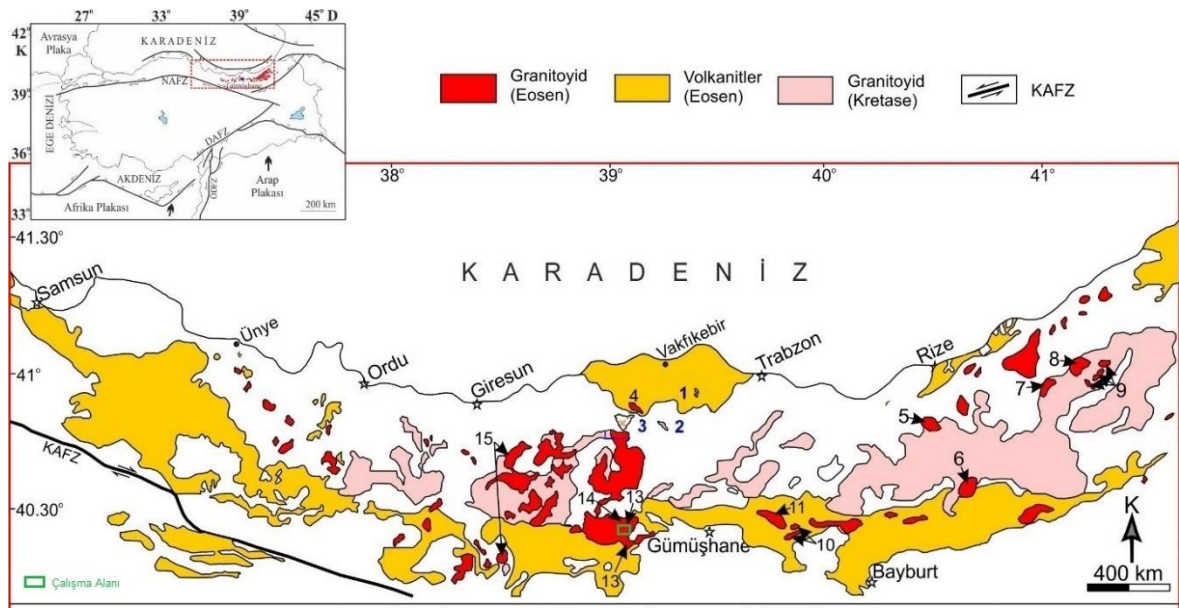 27° 33° 39° 45° D
42°
K
39°
36°
33°
Avrasya
Plaka
KARADENİZ
NAFZ
EGE DENİZİ
DAFZ
AKDENİZ
ÖDFZ
Arap
Plakası
Afrika Plakası
200 km
Granitoyid
(Eosen)
Volkanitler
(Eosen)
Granitoyid
(Kretase)
KAFZ
38° 39° 40° 41°
41.30°
41°
40.30°
KARADENİZ
Samsun
Ünye
Ordu
Giresun
Vakfıkebir
Trabzon
Rize
KAFZ
1
2
3
4
5
6
7
8
9
10
11
13
13
14
15
Gümüşhane
Bayburt
K
400 km
Çalışma Alanı